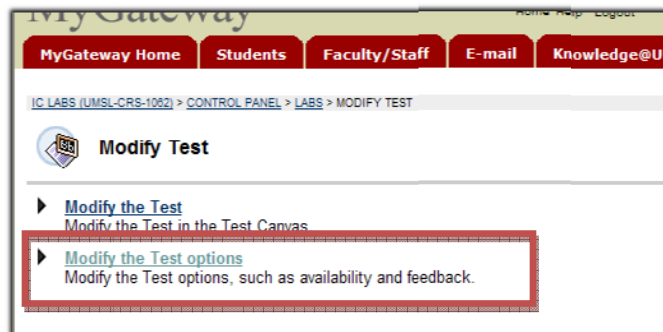 MyGateway
Home Help Logout
MyGateway Home Students Faculty/Staff E-mail Knowledge@U
IC LABS (UMSL-CRS-1062) > CONTROL PANEL > LABS > MODIFY TEST
Modify Test
Modify the Test
Modify the Test in the Test Canvas
Modify the Test options
Modify the Test options, such as availability and feedback.